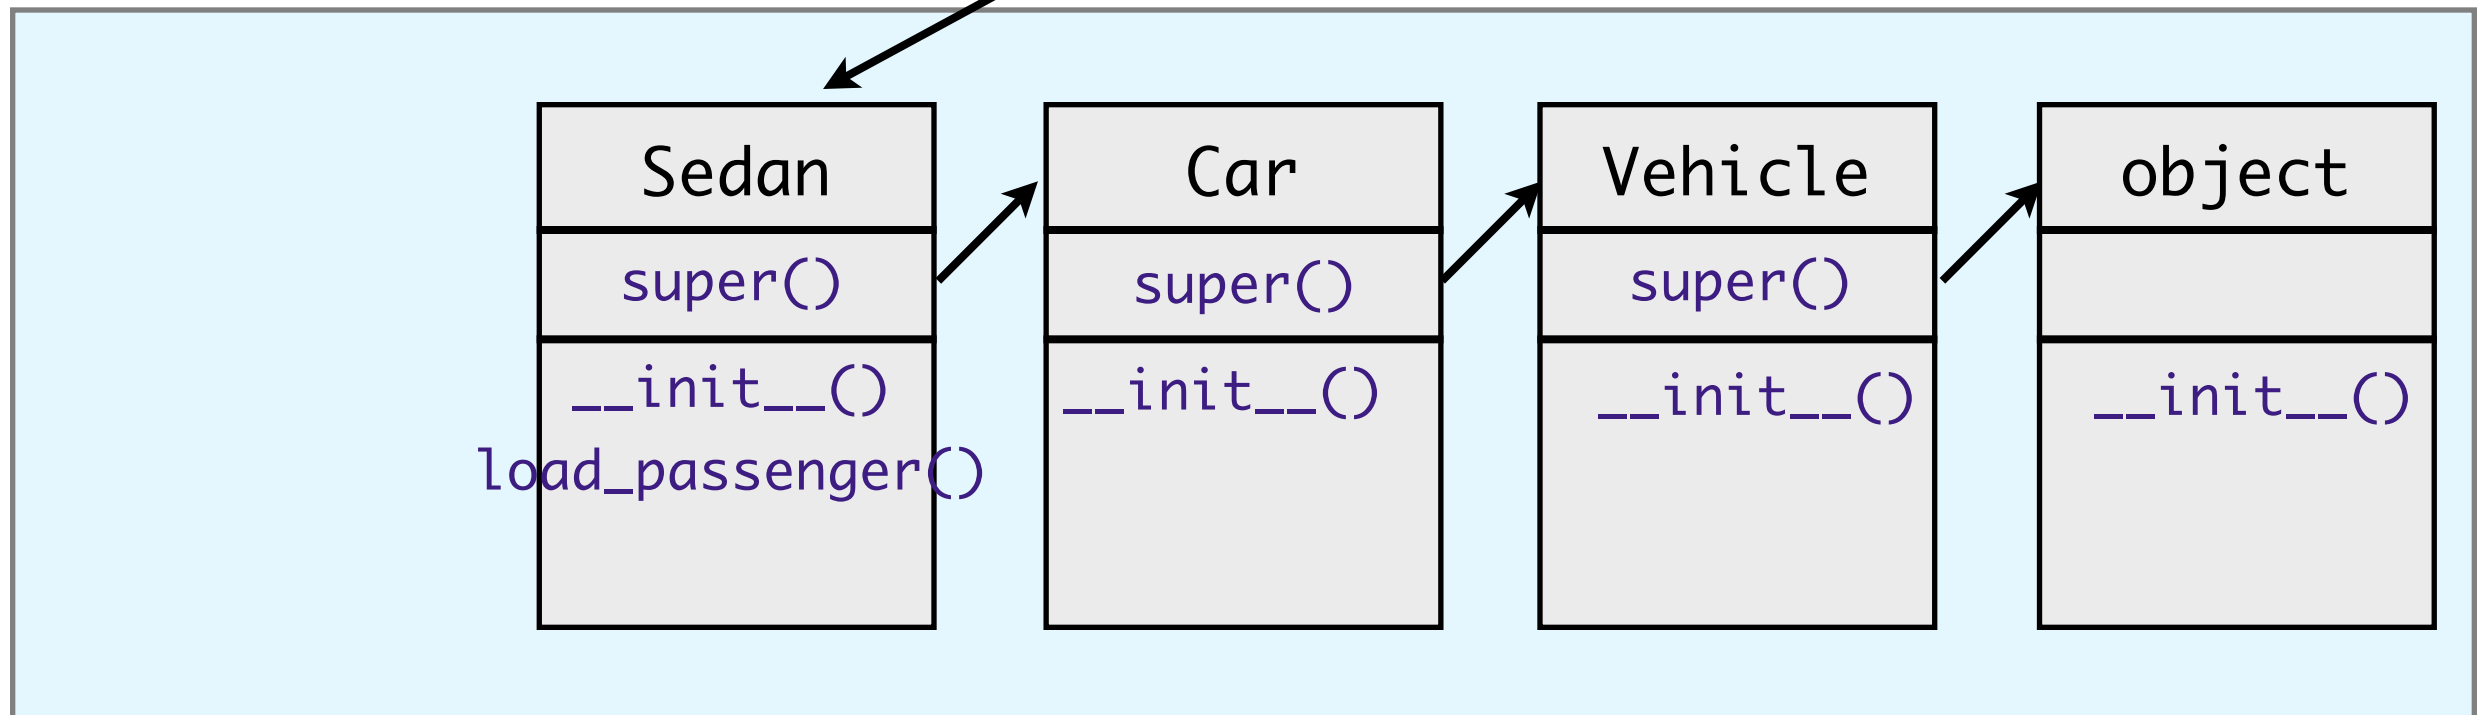 Sedan
super()
__init__()
load_passenger()
Car
super()
__init__()
Vehicle
super()
__init__()
object
__init__()